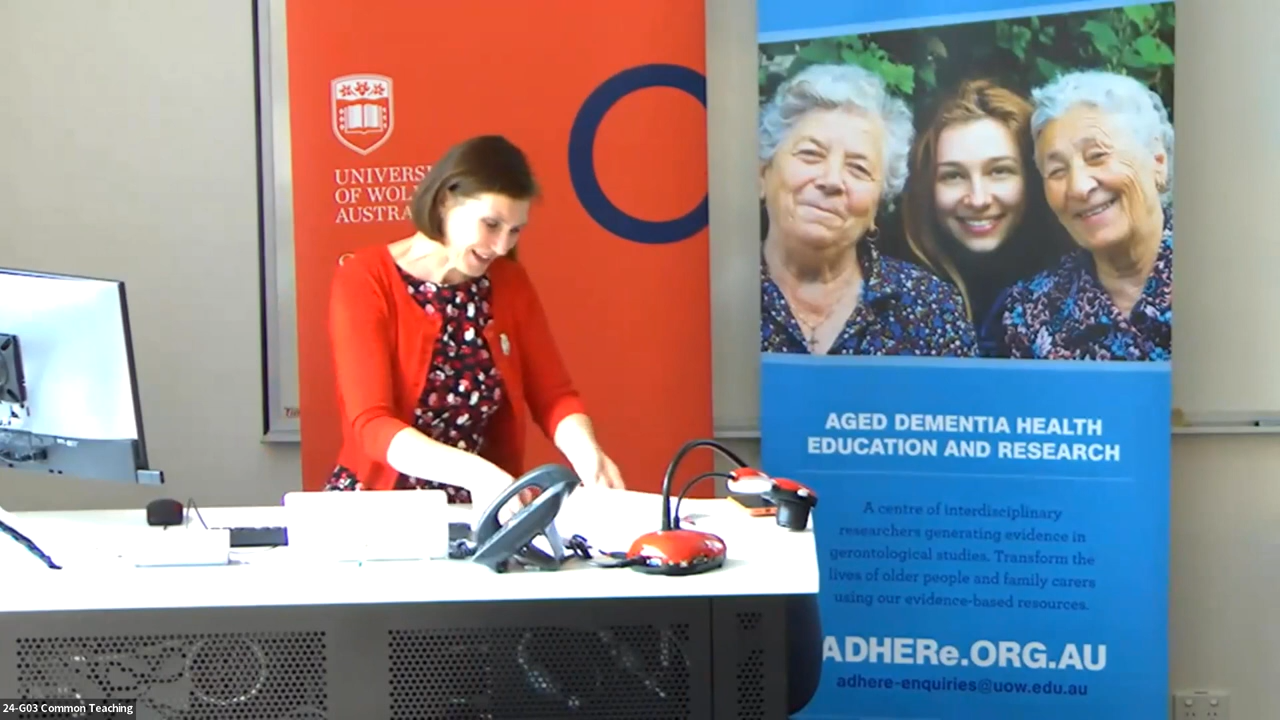 UNIVERS
OF WOL
AUSTRA
AGED DEMENTIA HEALTH
EDUCATION AND RESEARCH
A centre of interdisciplinary
researchers generating evidence in
gerontological studies. Transform the
lives of older people and family carers
using our evidence-based resources.
ADHERe.ORG.AU
adhere-enquiries@uow.edu.au
24-G03 Common Teaching